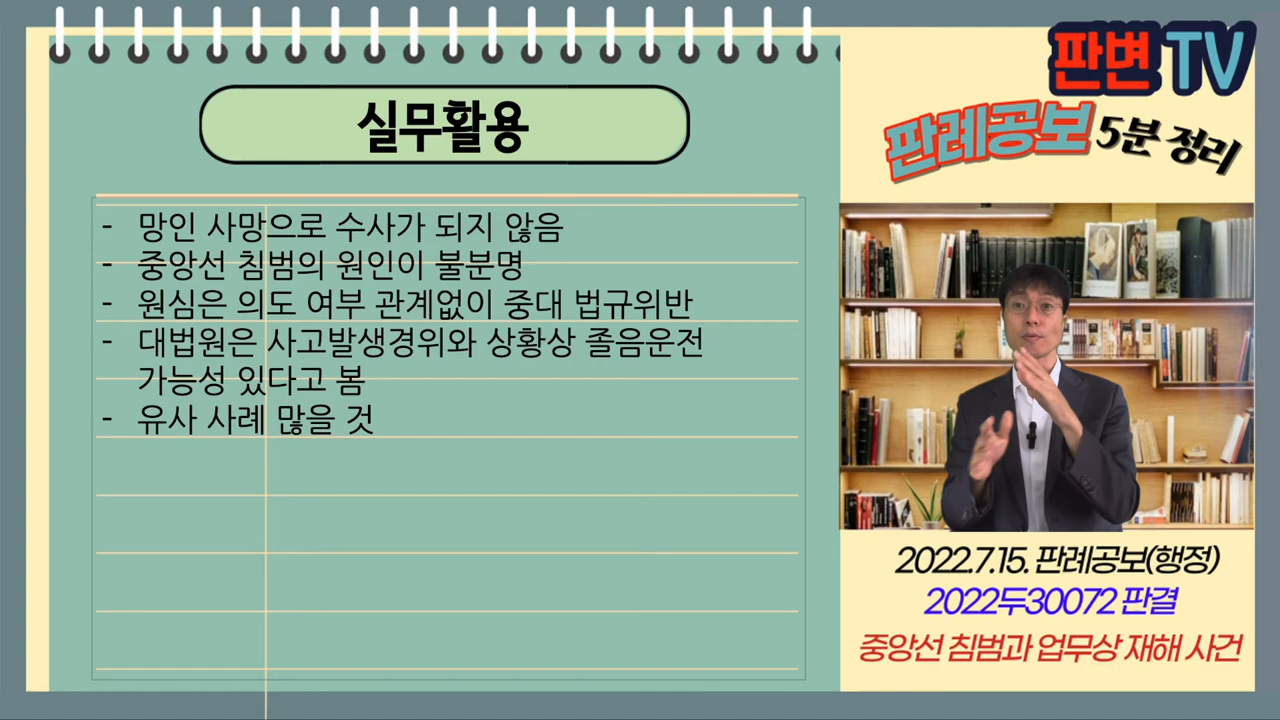 실무활용
- 망인 사망으로 수사가 되지 않음
- 중앙선 침범의 원인이 불분명
- 원심은 의도 여부 관계없이 중대 법규위반
- 대법원은 사고발생경위와 상황상 졸음운전
가능성 있다고 봄
- 유사 사례 많을 것
판변 TV
판례공보 5분 정리
2022.7.15. 판례공보(행정)
2022두30072 판결
중앙선 침범과 업무상 재해 사건